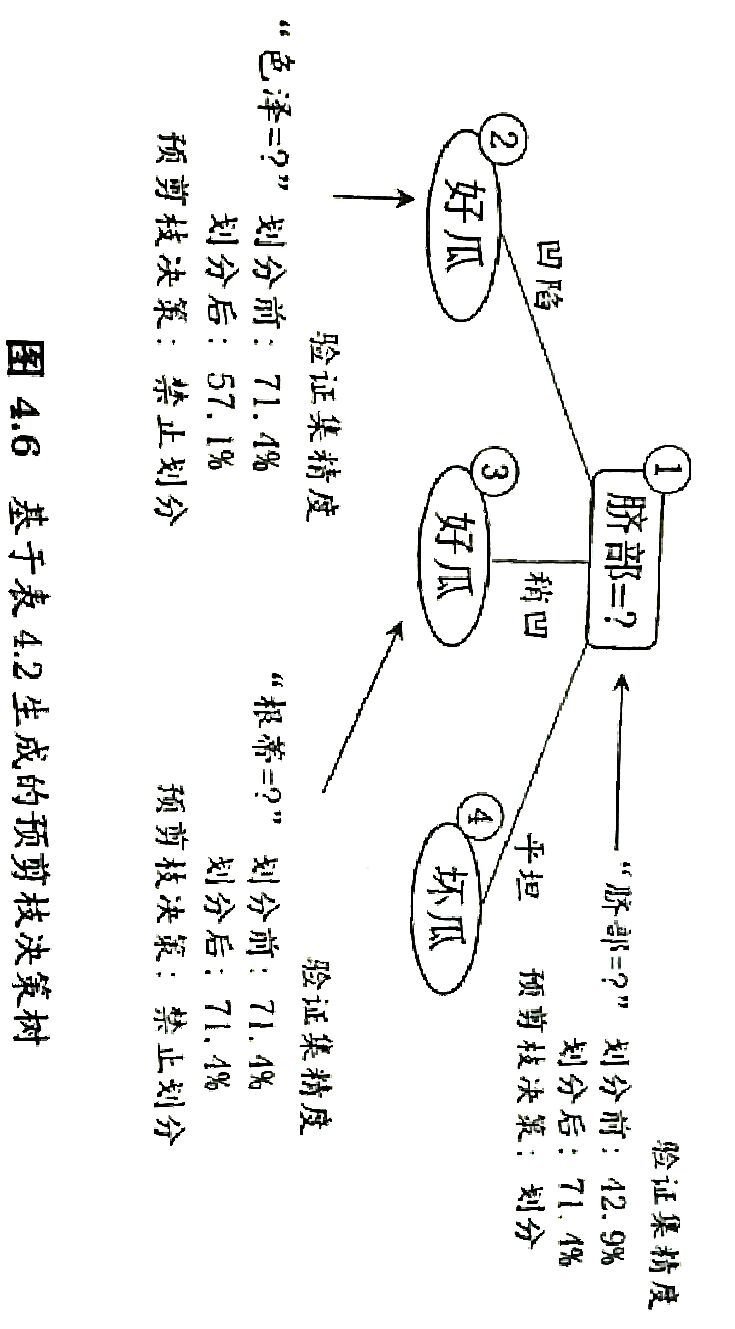 验证集精度
“脐部=?” 划分前: 42.9%
划分后: 71.4%
预剪枝决策: 划分
①
脐部=?
凹陷
稍凹
平坦
②
好瓜
③
好瓜
④
坏瓜
验证集精度
“色泽=?” 划分前: 71.4%
划分后: 57.1%
预剪枝决策: 禁止划分
验证集精度
“根蒂=?” 划分前: 71.4%
划分后: 71.4%
预剪枝决策: 禁止划分
图 4.6 基于表 4.2 生成的预剪枝决策树